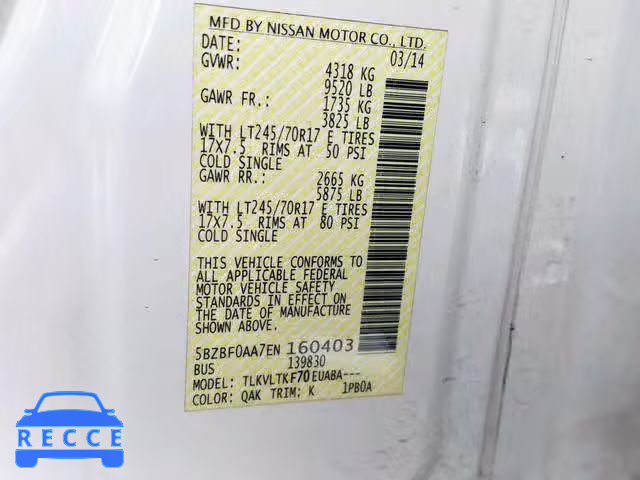 MFD BY NISSAN MOTOR CO., LTD.
DATE: 03/14
GVWR: 4318 KG
9520 LB
GAWR FR.: 1735 KG
3825 LB
WITH LT245/70R17 E TIRES
17X7.5 RIMS AT 50 PSI
COLD SINGLE
GAWR RR.: 2665 KG
5875 LB
WITH LT245/70R17 E TIRES
17X7.5 RIMS AT 80 PSI
COLD SINGLE
THIS VEHICLE CONFORMS TO
ALL APPLICABLE FEDERAL
MOTOR VEHICLE SAFETY
STANDARDS IN EFFECT ON
THE DATE OF MANUFACTURE
SHOWN ABOVE.
5BZBF0AA7EN 160403
BUS 139830
MODEL: TLKVLTKF70EUABA---
COLOR: QAK TRIM: K 1PBOA
RECCE